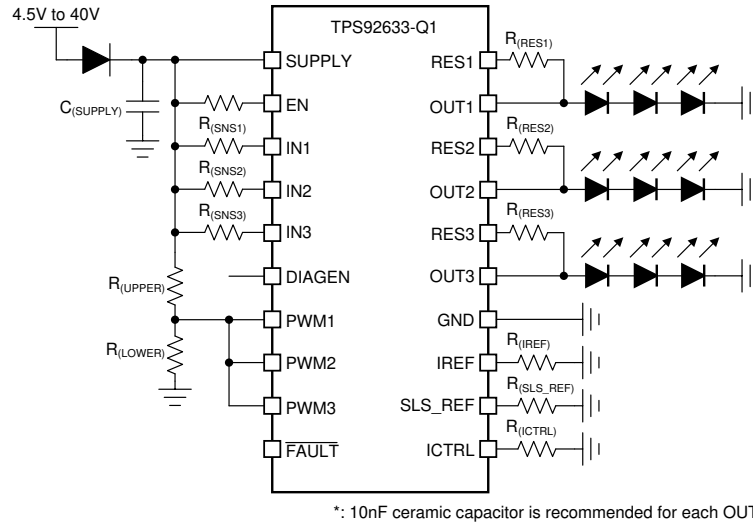 4.5V to 40V
TPS92633-Q1
SUPPLY
EN
IN1
IN2
IN3
DIAGEN
PWM1
PWM2
PWM3
FAULT
RES1
OUT1
RES2
OUT2
RES3
OUT3
GND
IREF
SLS_REF
ICTRL
C(SUPPLY)
R(SNS1)
R(SNS2)
R(SNS3)
R(UPPER)
R(LOWER)
R(RES1)
R(RES2)
R(RES3)
R(IREF)
R(SLS_REF)
R(ICTRL)
*: 10nF ceramic capacitor is recommended for each OUT